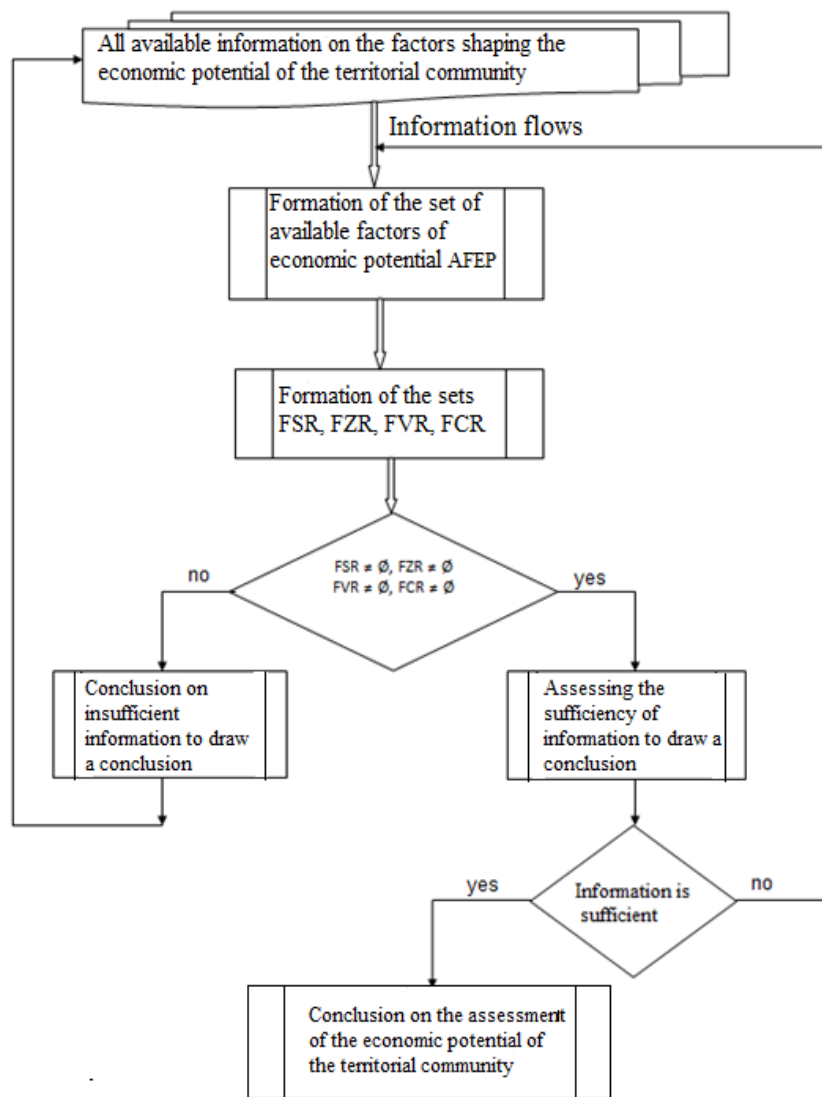 All available information on the factors shaping the
economic potential of the territorial community
Information flows
Formation of the set of
available factors of
economic potential AFEP
Formation of the sets
FSR, FZR, FVR, FCR
FSR ≠ Ø, FZR ≠ Ø
FVR ≠ Ø, FCR ≠ Ø
no
yes
Conclusion on
insufficient
information to draw
a conclusion
Assessing the
sufficiency of
information to draw a
conclusion
yes
Information is
sufficient
no
Conclusion on the assessment
of the economic potential of
the territorial community